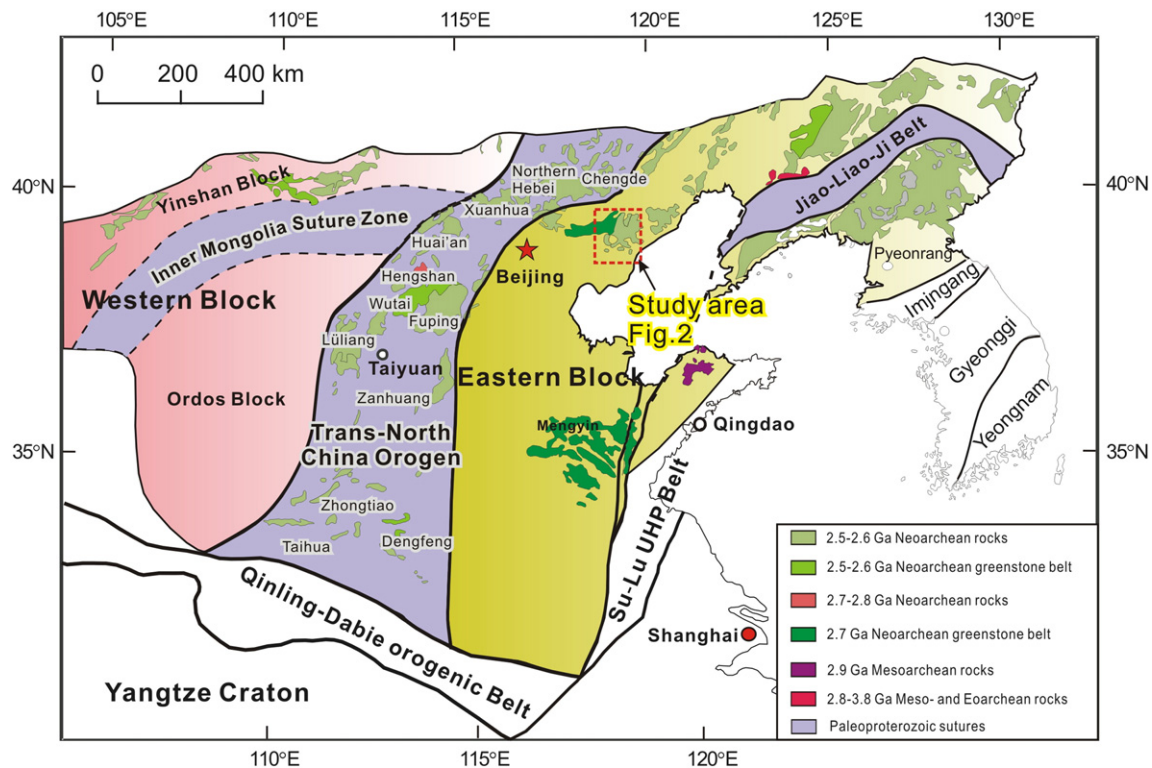 105°E 110°E 115°E 120°E 125°E 130°E
0 200 400 km
40°N
40°N
35°N
35°N
Yinshan Block
Inner Mongolia Suture Zone
Western Block
Ordos Block
Northern
Hebei
Chengde
Xuanhua
Huai'an
Hengshan
Wutai
Fuping
Lüliang
Taiyuan
Zanhuang
Trans-North
China Orogen
Zhongtiao
Taihua
Dengfeng
Beijing
Study area
Fig.2
Eastern Block
Mengyin
Jiao-Liao-Ji Belt
Pyeonrang
Imjngang
Gyeonggi
Yeongnam
Qingdao
Su-Lu UHP Belt
Shanghai
Qinling-Dabie orogenic Belt
Yangtze Craton
2.5-2.6 Ga Neoarchean rocks
2.5-2.6 Ga Neoarchean greenstone belt
2.7-2.8 Ga Neoarchean rocks
2.7 Ga Neoarchean greenstone belt
2.9 Ga Mesoarchean rocks
2.8-3.8 Ga Meso- and Eoarchean rocks
Paleoproterozoic sutures
110°E 115°E 120°E